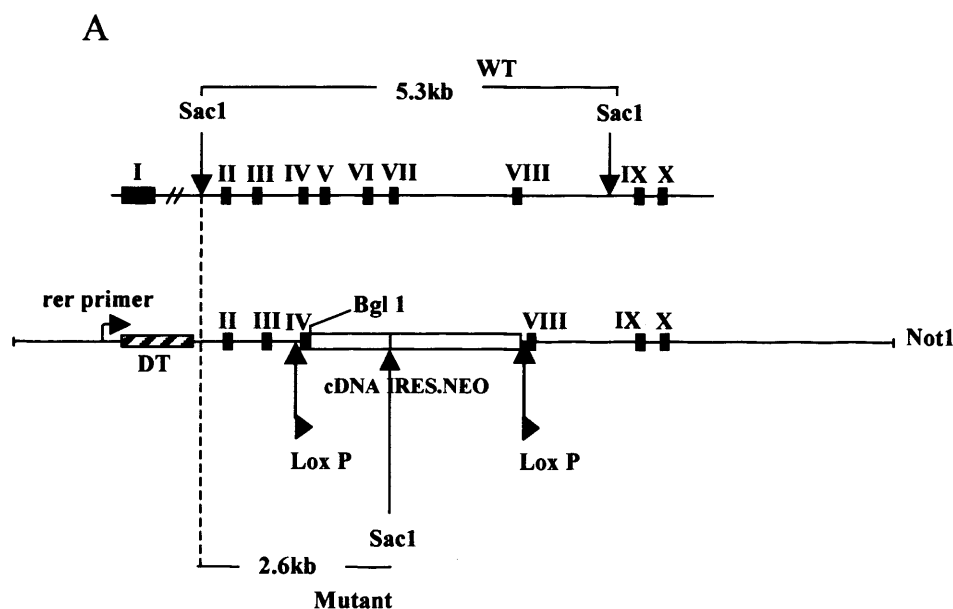 A
WT
5.3kb
Sac1 Sac1
I II III IV V VI VII VIII IX X
rer primer
Bgl 1
II III IV VIII IX X
Not1
DT
cDNA IRES.NEO
Lox P Lox P
Sac1
2.6kb
Mutant